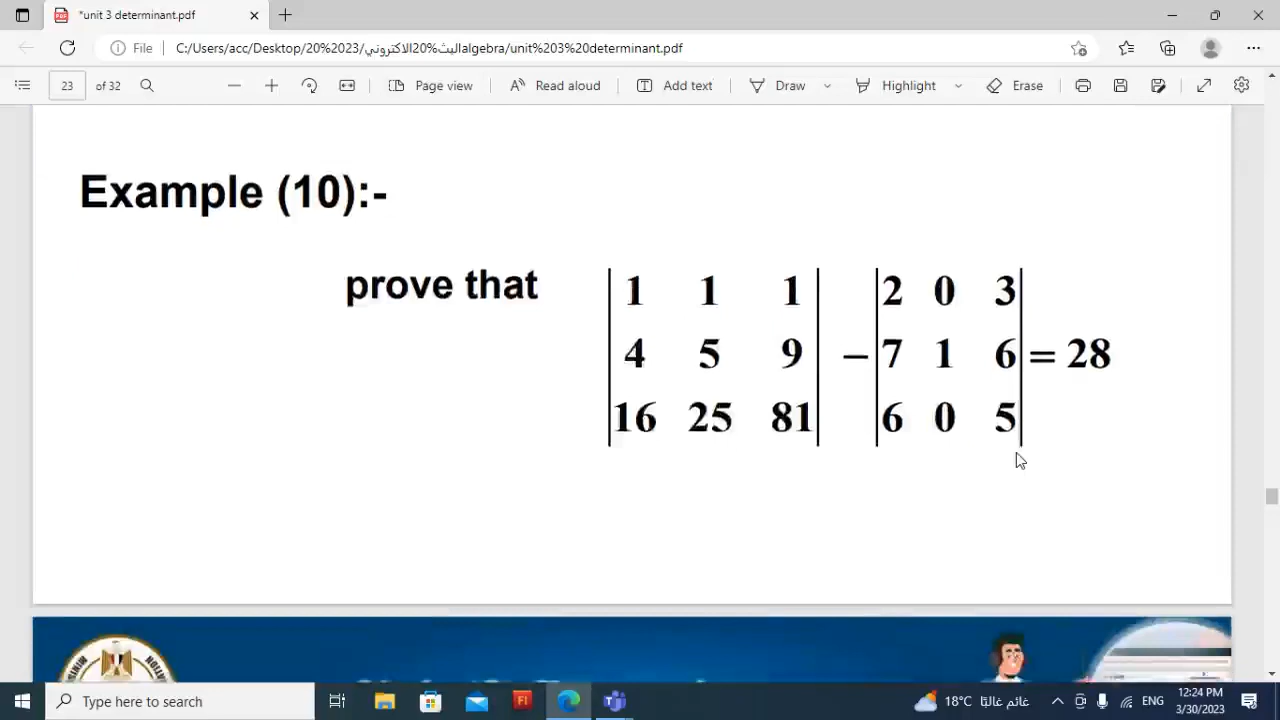 *unit 3 determinant.pdf
File
C:/Users/acc/Desktop/20%2023/اليث%20الاكتروني/algebra/unit%203%20determinant.pdf
23 of 32
Page view
Read aloud
Add text
Draw
Highlight
Erase
Example (10):-
prove that
1 1 1 2 0 3
4 5 9 − 7 1 6 = 28
16 25 81 6 0 5
Type here to search
18°C غائم غالبًا
ENG
12:24 PM
3/30/2023